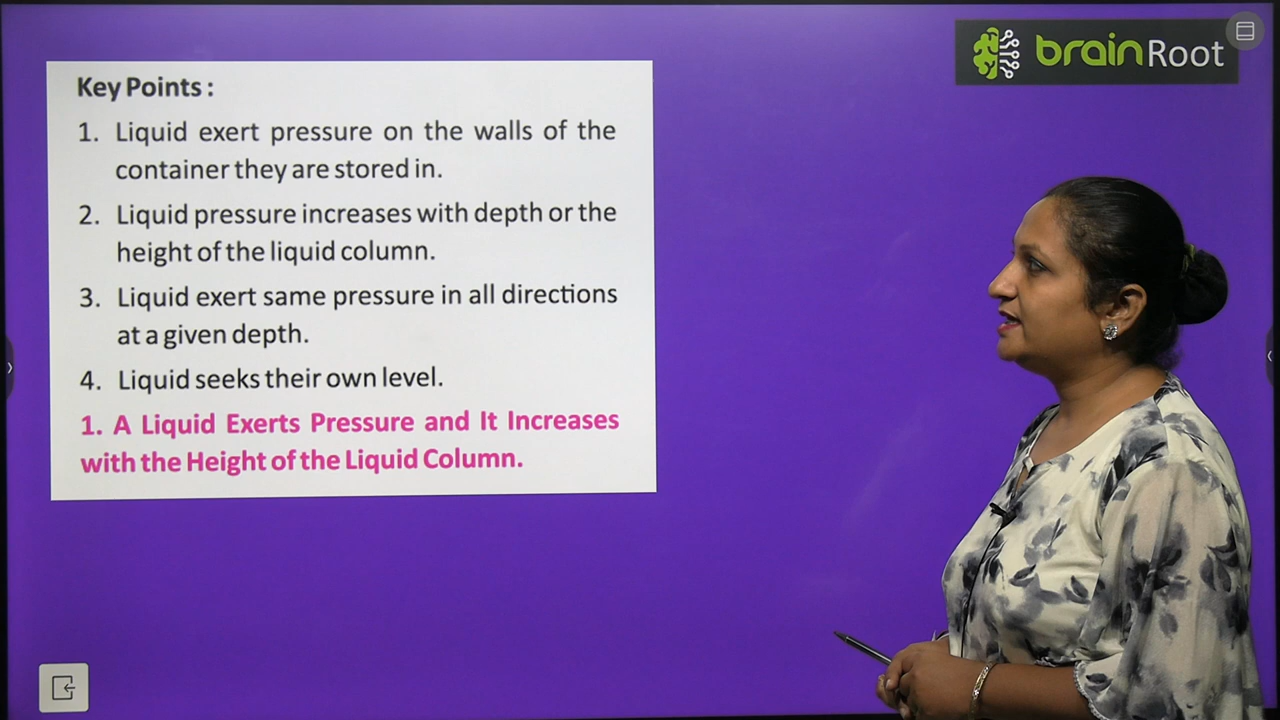 brainRoot
Key Points :
1. Liquid exert pressure on the walls of the
container they are stored in.
2. Liquid pressure increases with depth or the
height of the liquid column.
3. Liquid exert same pressure in all directions
at a given depth.
4. Liquid seeks their own level.
1. A Liquid Exerts Pressure and It Increases
with the Height of the Liquid Column.